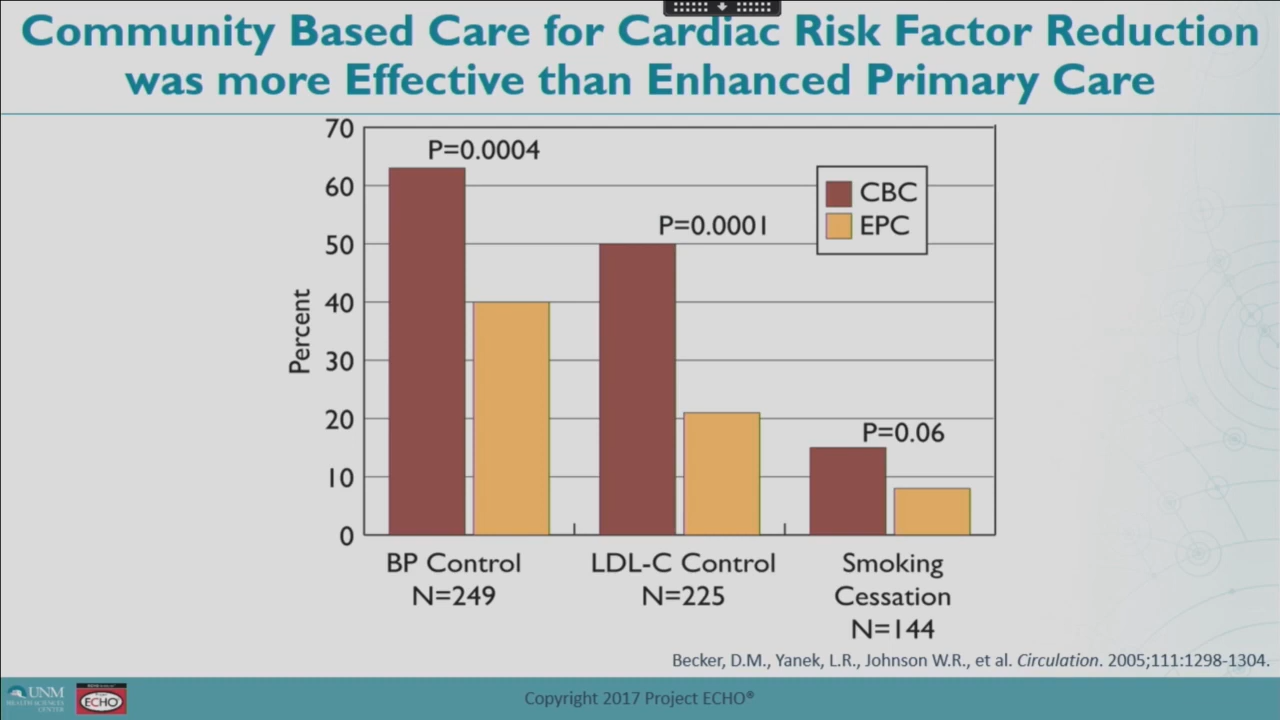 Community Based Care for Cardiac Risk Factor Reduction
was more Effective than Enhanced Primary Care
70
60
50
40
30
20
10
0
Percent
P=0.0004
P=0.0001
P=0.06
CBC
EPC
BP Control
N=249
LDL-C Control
N=225
Smoking
Cessation
N=144
Becker, D.M., Yanek, L.R., Johnson W.R., et al. Circulation. 2005;111:1298-1304.
UNM
HEALTH SCIENCES
CENTER
ECHO
Copyright 2017 Project ECHO®